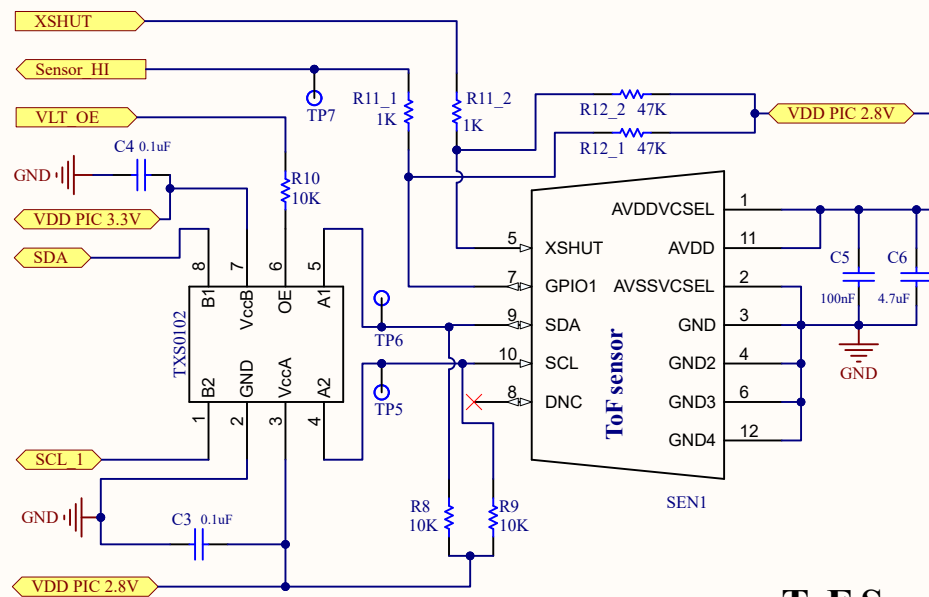 XSHUT
Sensor_HI
TP7
R11_1
1K
R11_2
1K
R12_2 47K
R12_1 47K
VDD PIC 2.8V
VLT_OE
C4 0.1uF
GND
R10
10K
VDD PIC 3.3V
SDA
8
7
6
5
B1
VccB
OE
A1
TXS0102
B2
GND
VccA
A2
1
2
3
4
TP6
TP5
SCL_1
GND
C3 0.1uF
VDD PIC 2.8V
R8
10K
R9
10K
5 XSHUT
7 GPIO1
9 SDA
10 SCL
8 DNC
ToF sensor
AVDDVCSEL 1
AVDD 11
AVSSVCSEL 2
GND 3
GND2 4
GND3 6
GND4 12
SEN1
C5
100nF
C6
4.7uF
GND